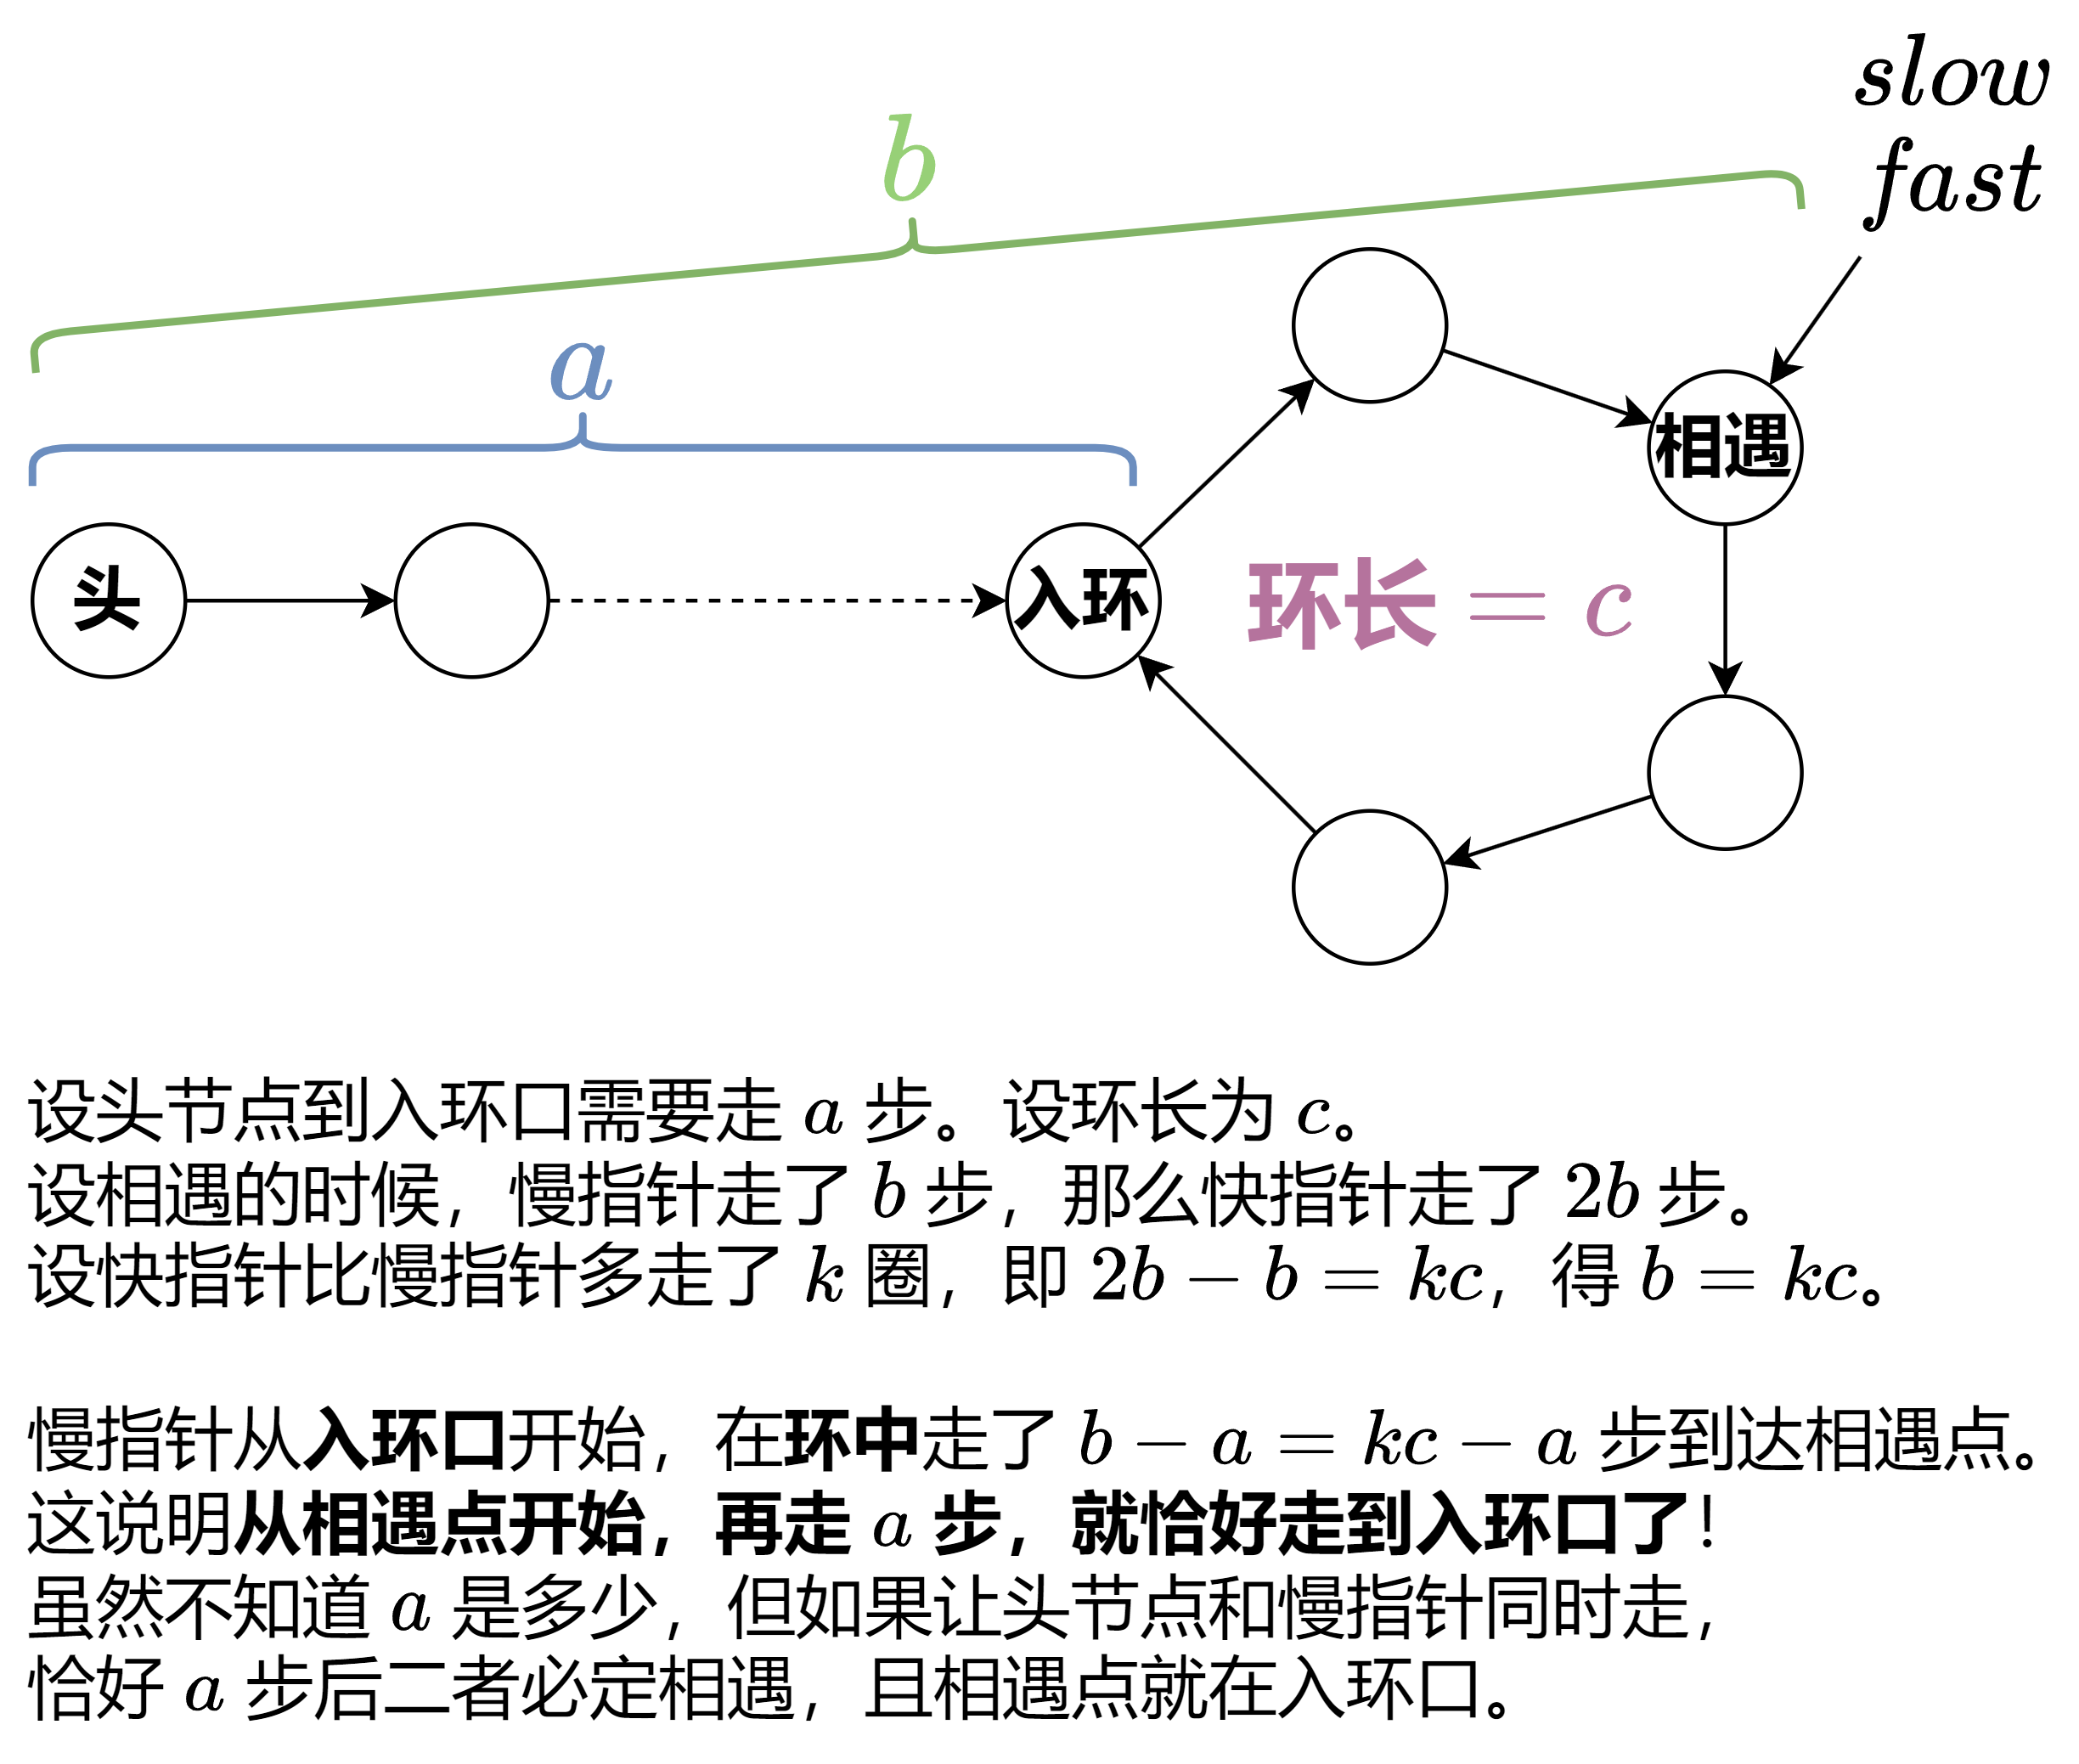 slow
fast
b
a
头
入环
相遇
环长 = c
设头节点到入环口需要走 a 步。设环长为 c。
设相遇的时候，慢指针走了 b 步，那么快指针走了 2b 步。
设快指针比慢指针多走了 k 圈，即 2b − b = kc，得 b = kc。
慢指针从入环口开始，在环中走了 b − a = kc − a 步到达相遇点。
这说明从相遇点开始，再走 a 步，就恰好走到入环口了！
虽然不知道 a 是多少，但如果让头节点和慢指针同时走，
恰好 a 步后二者必定相遇，且相遇点就在入环口。